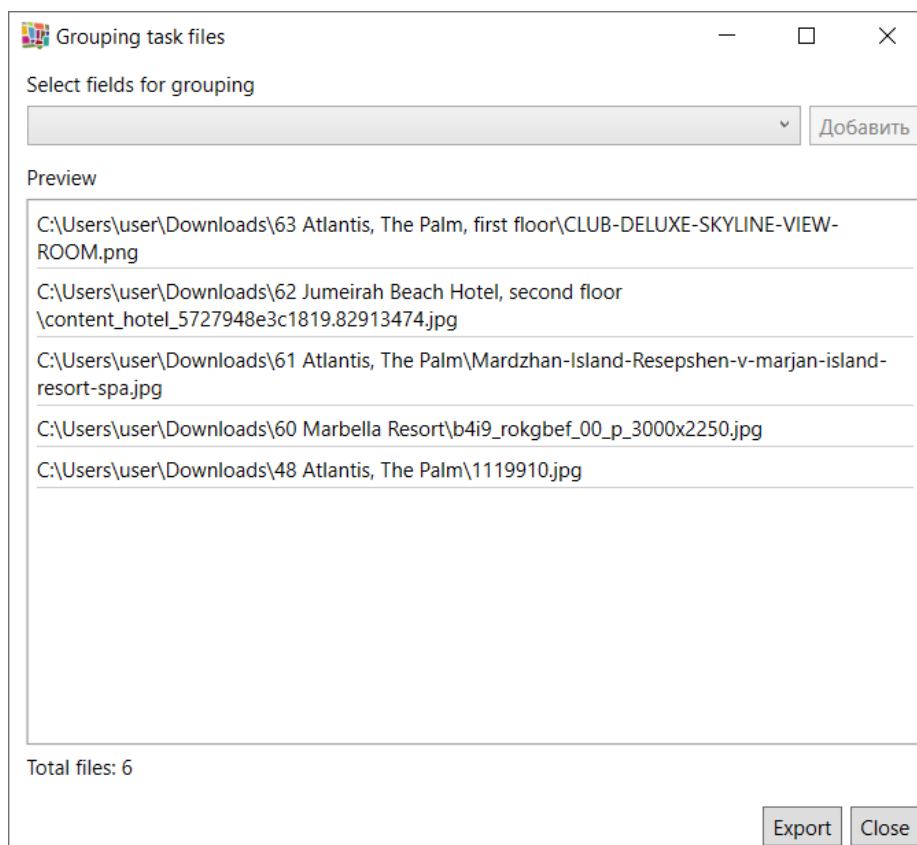 Grouping task files
Select fields for grouping
Добавить
Preview
C:\Users\user\Downloads\63 Atlantis, The Palm, first floor\CLUB-DELUXE-SKYLINE-VIEW-
ROOM.png
C:\Users\user\Downloads\62 Jumeirah Beach Hotel, second floor
\content_hotel_5727948e3c1819.82913474.jpg
C:\Users\user\Downloads\61 Atlantis, The Palm\Mardzhan-Island-Resepshen-v-marjan-island-
resort-spa.jpg
C:\Users\user\Downloads\60 Marbella Resort\b4i9_rokgbef_00_p_3000x2250.jpg
C:\Users\user\Downloads\48 Atlantis, The Palm\1119910.jpg
Total files: 6
Export Close